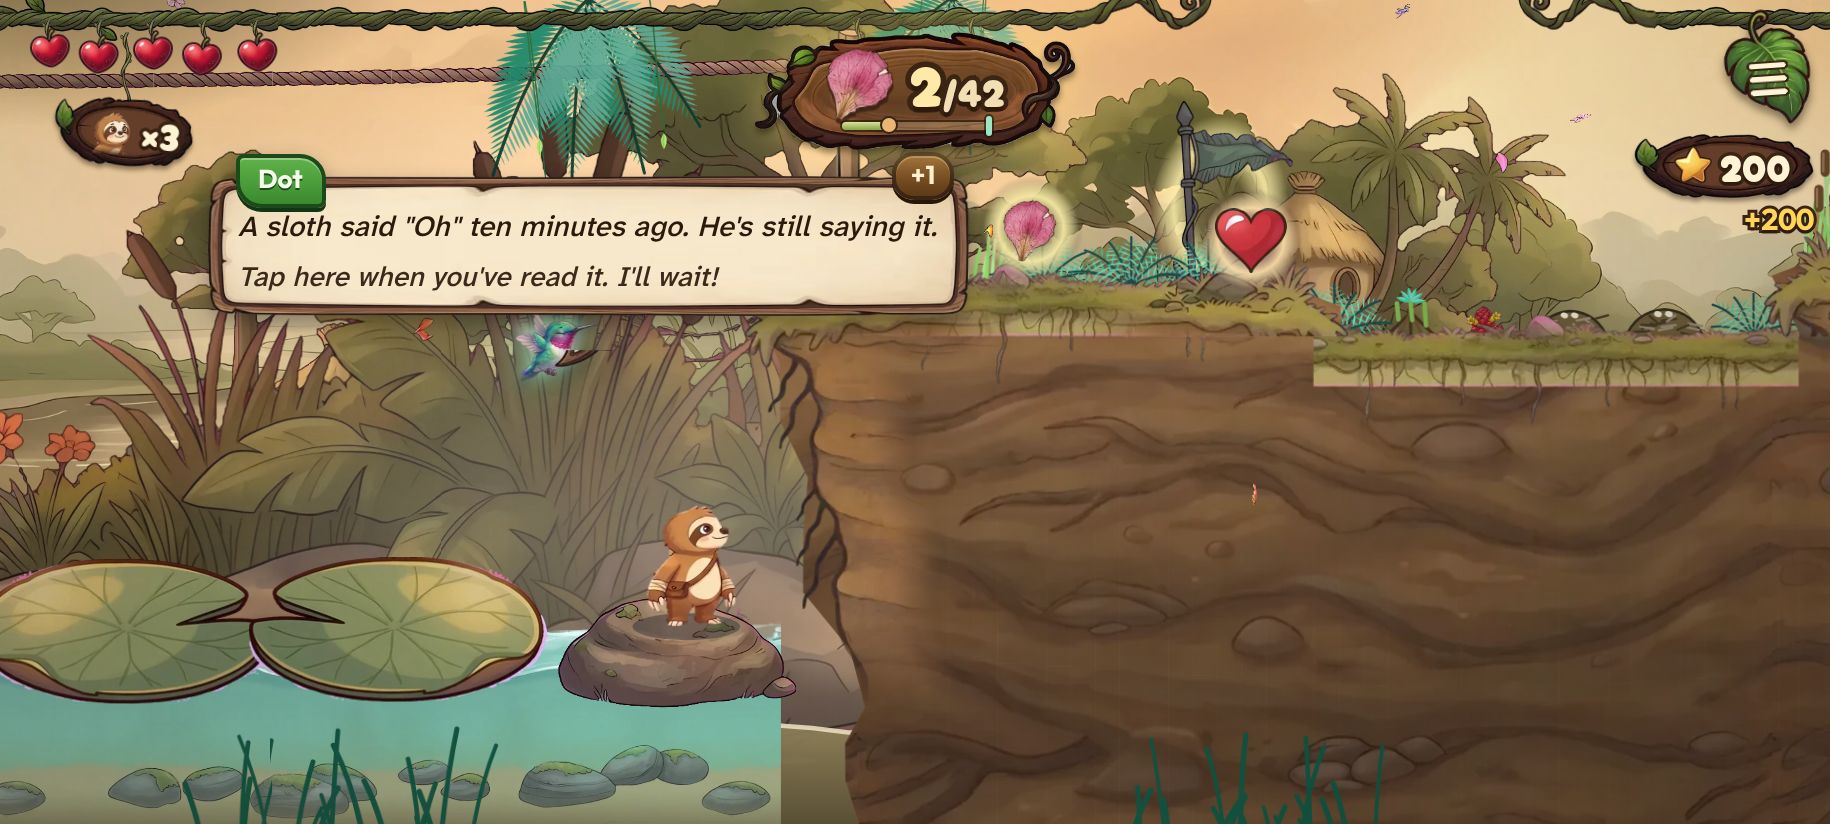 ×3
2/42
200
+200
Dot
+1
A sloth said "Oh" ten minutes ago. He's still saying it.
Tap here when you've read it. I'll wait!